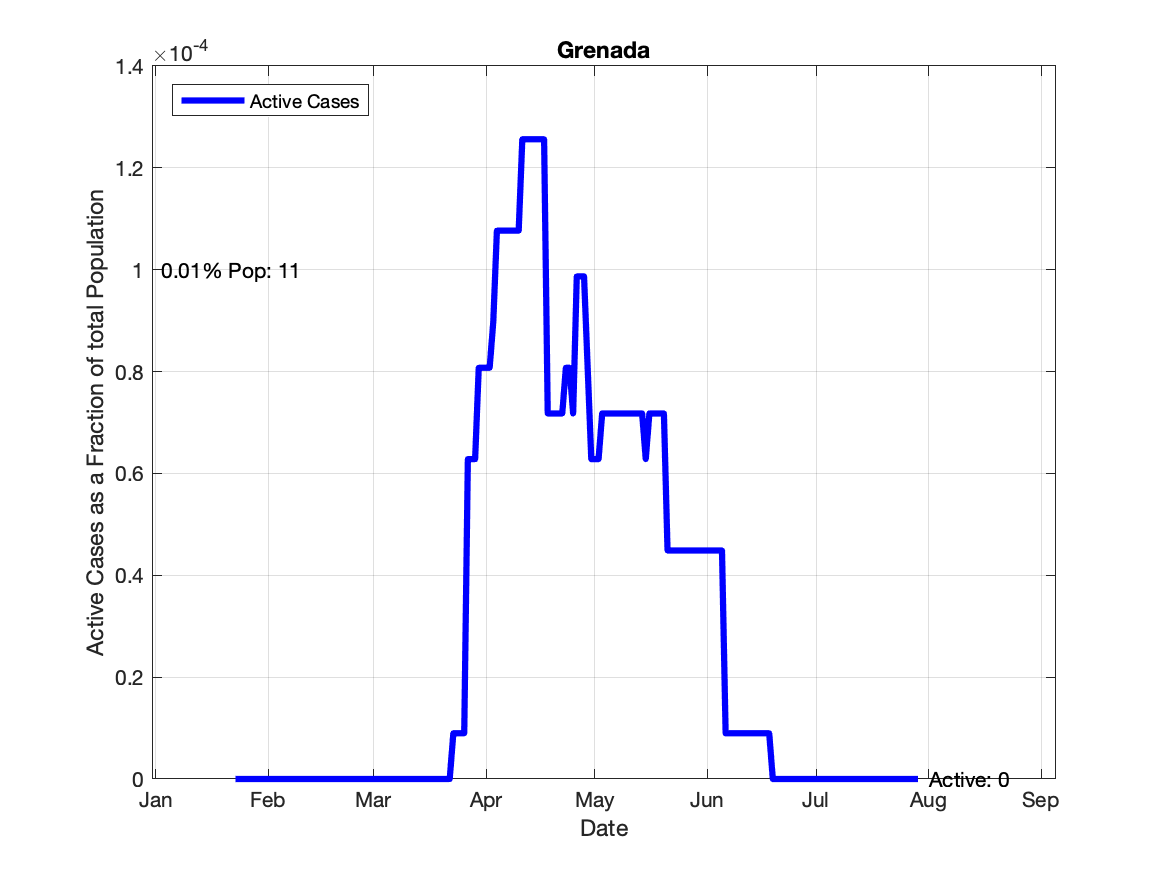 Grenada
×10-4
Active Cases
1.4
1.2
1
0.8
0.6
0.4
0.2
0
0.01% Pop: 11
Active: 0
Active Cases as a Fraction of total Population
Jan Feb Mar Apr May Jun Jul Aug Sep
Date